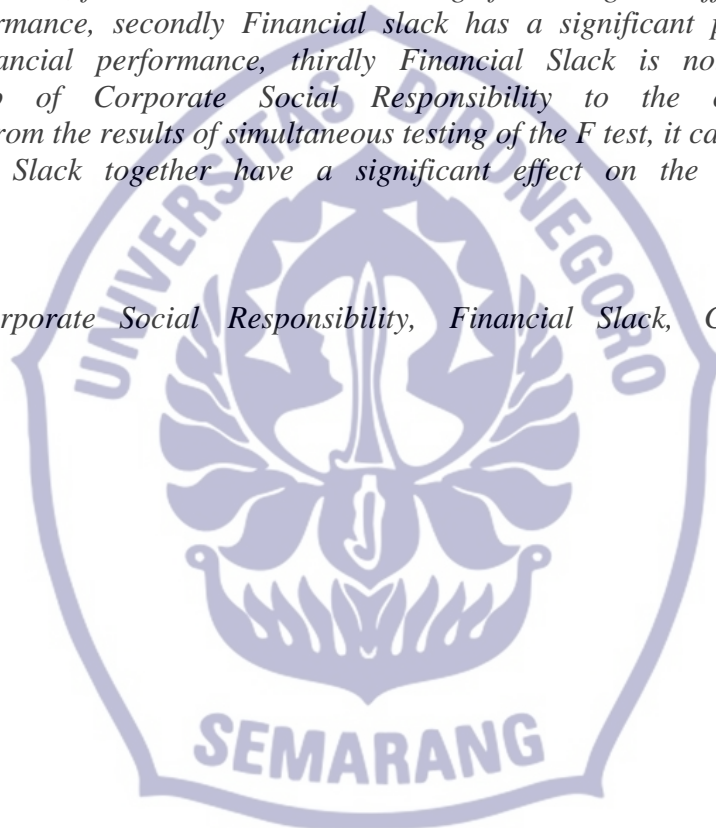 rmance, secondly Financial slack has a significant p
ancial performance, thirdly Financial Slack is no
of Corporate Social Responsibility to the
rom the results of simultaneous testing of the F test, it ca
Slack together have a significant effect on the
rporate Social Responsibility, Financial Slack, C
UNIVERSITAS DIPONEGORO
SEMARANG